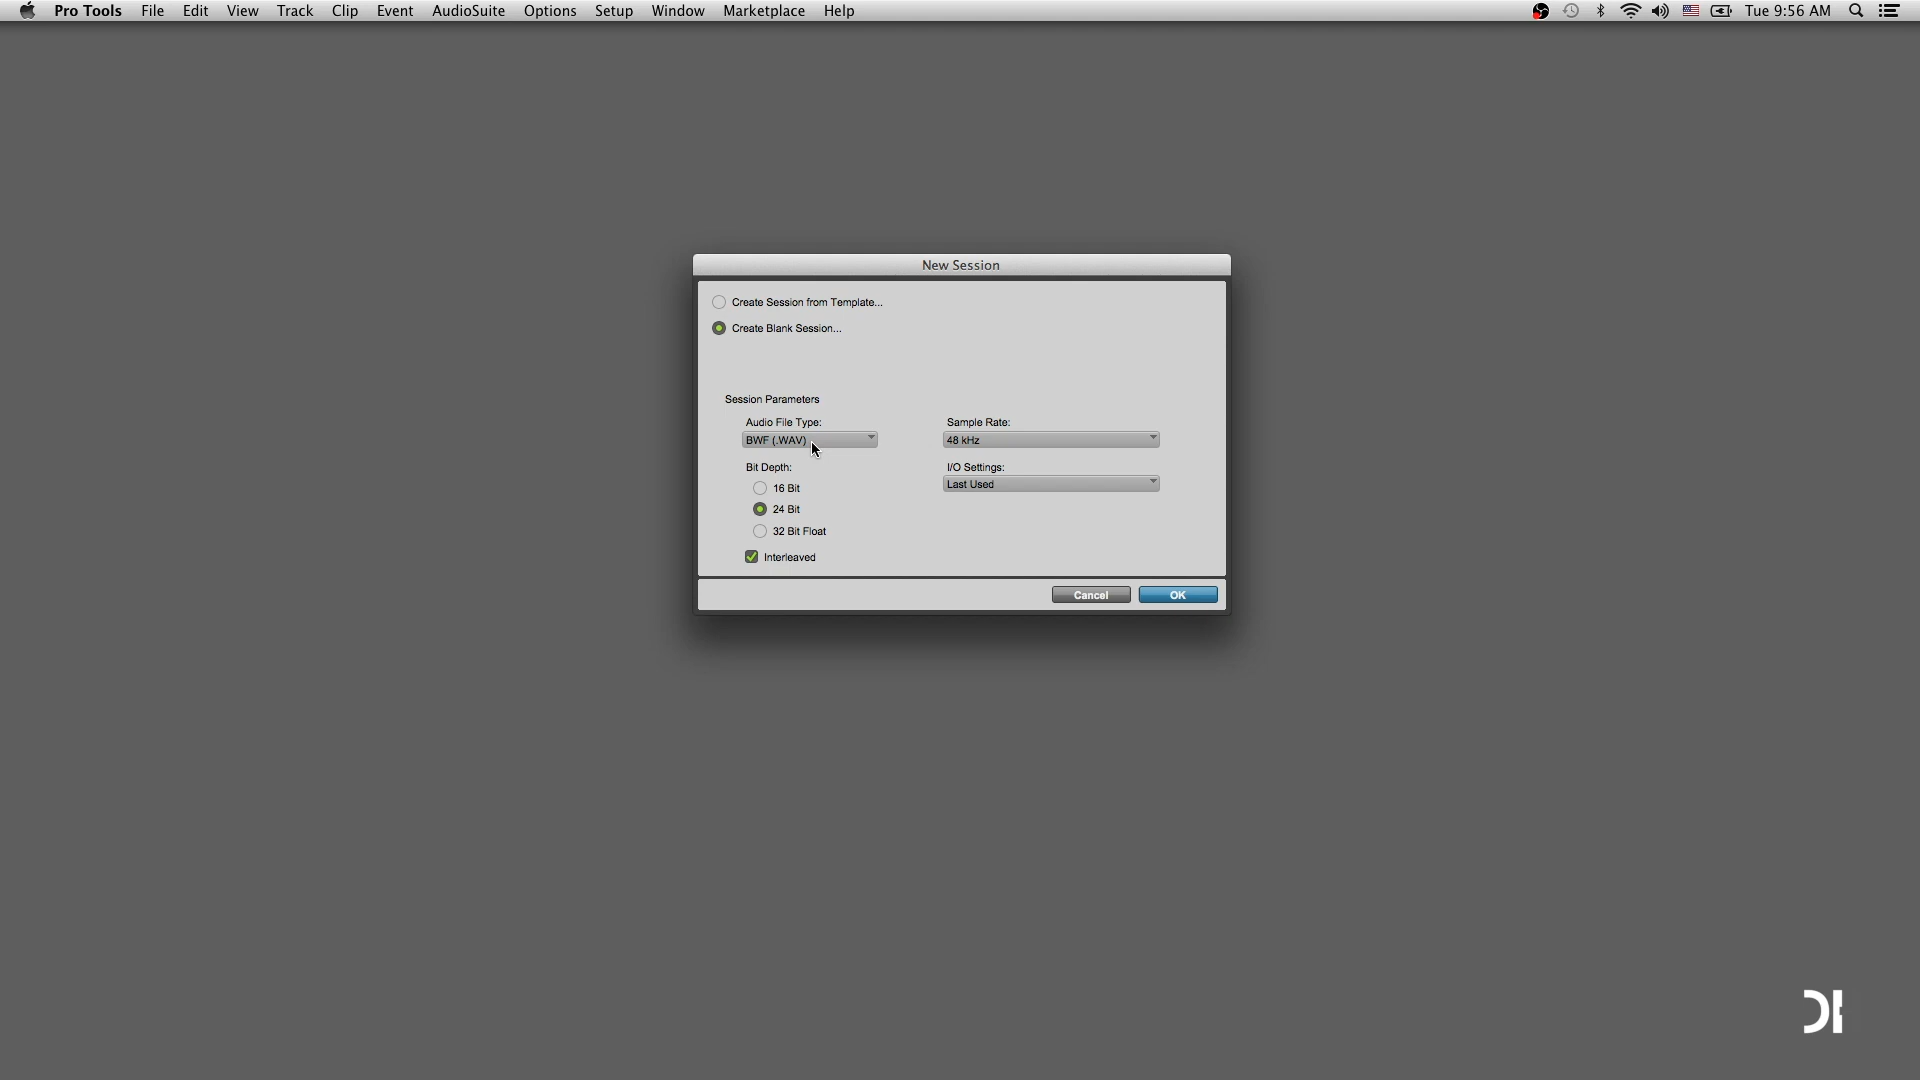 Pro Tools File Edit View Track Clip Event AudioSuite Options Setup Window Marketplace Help Tue 9:56 AM
New Session
Create Session from Template...
Create Blank Session...
Session Parameters
Audio File Type:
BWF (.WAV)
Sample Rate:
48 kHz
Bit Depth:
16 Bit
24 Bit
32 Bit Float
Interleaved
I/O Settings:
Last Used
Cancel OK